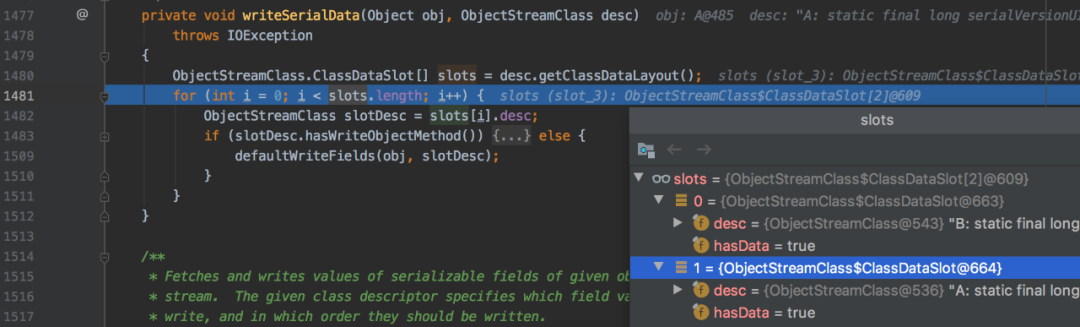 1477 @ private void writeSerialData(Object obj, ObjectStreamClass desc) obj: A@485 desc: "A: static final long serialVersionUI
1478 throws IOException
1479 {
1480 ObjectStreamClass.ClassDataSlot[] slots = desc.getClassDataLayout(); slots (slot_3): ObjectStreamClass$ClassDataSlot
1481 for (int i = 0; i < slots.length; i++) { slots (slot_3): ObjectStreamClass$ClassDataSlot[2]@609
1482 ObjectStreamClass slotDesc = slots[i].desc;
1483 if (slotDesc.hasWriteObjectMethod()) {...} else {
1509 defaultWriteFields(obj, slotDesc);
1510 }
1511 }
1512 }
1513
1514 /**
1515 * Fetches and writes values of serializable fields of given ob
1516 * stream. The given class descriptor specifies which field va
1517 * write, and in which order they should be written.
slots
slots = {ObjectStreamClass$ClassDataSlot[2]@609}
0 = {ObjectStreamClass$ClassDataSlot@663}
f desc = {ObjectStreamClass@543} "B: static final long
f hasData = true
1 = {ObjectStreamClass$ClassDataSlot@664}
f desc = {ObjectStreamClass@536} "A: static final long
f hasData = true